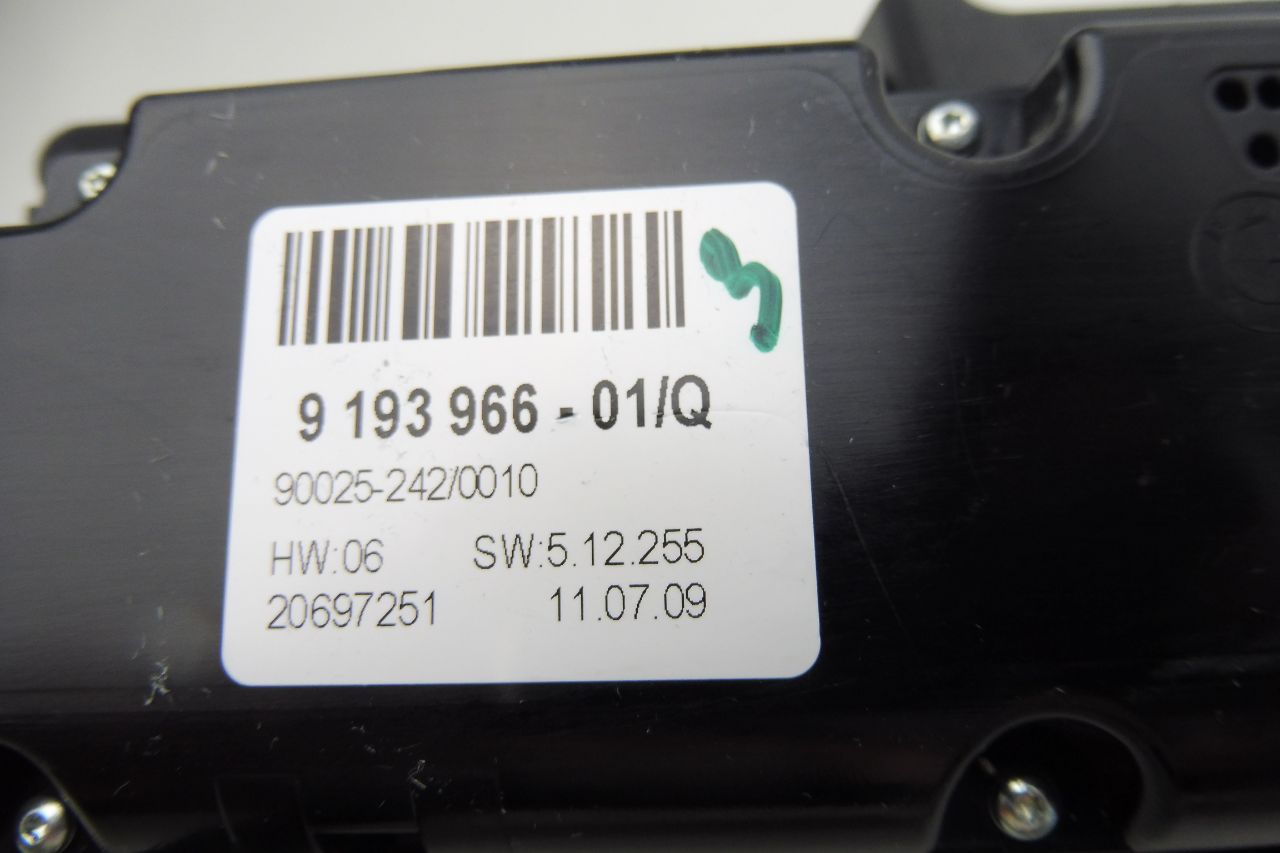 9 193 966 - 01/Q
90025-242/0010
HW:06 SW:5.12.255
20697251 11.07.09